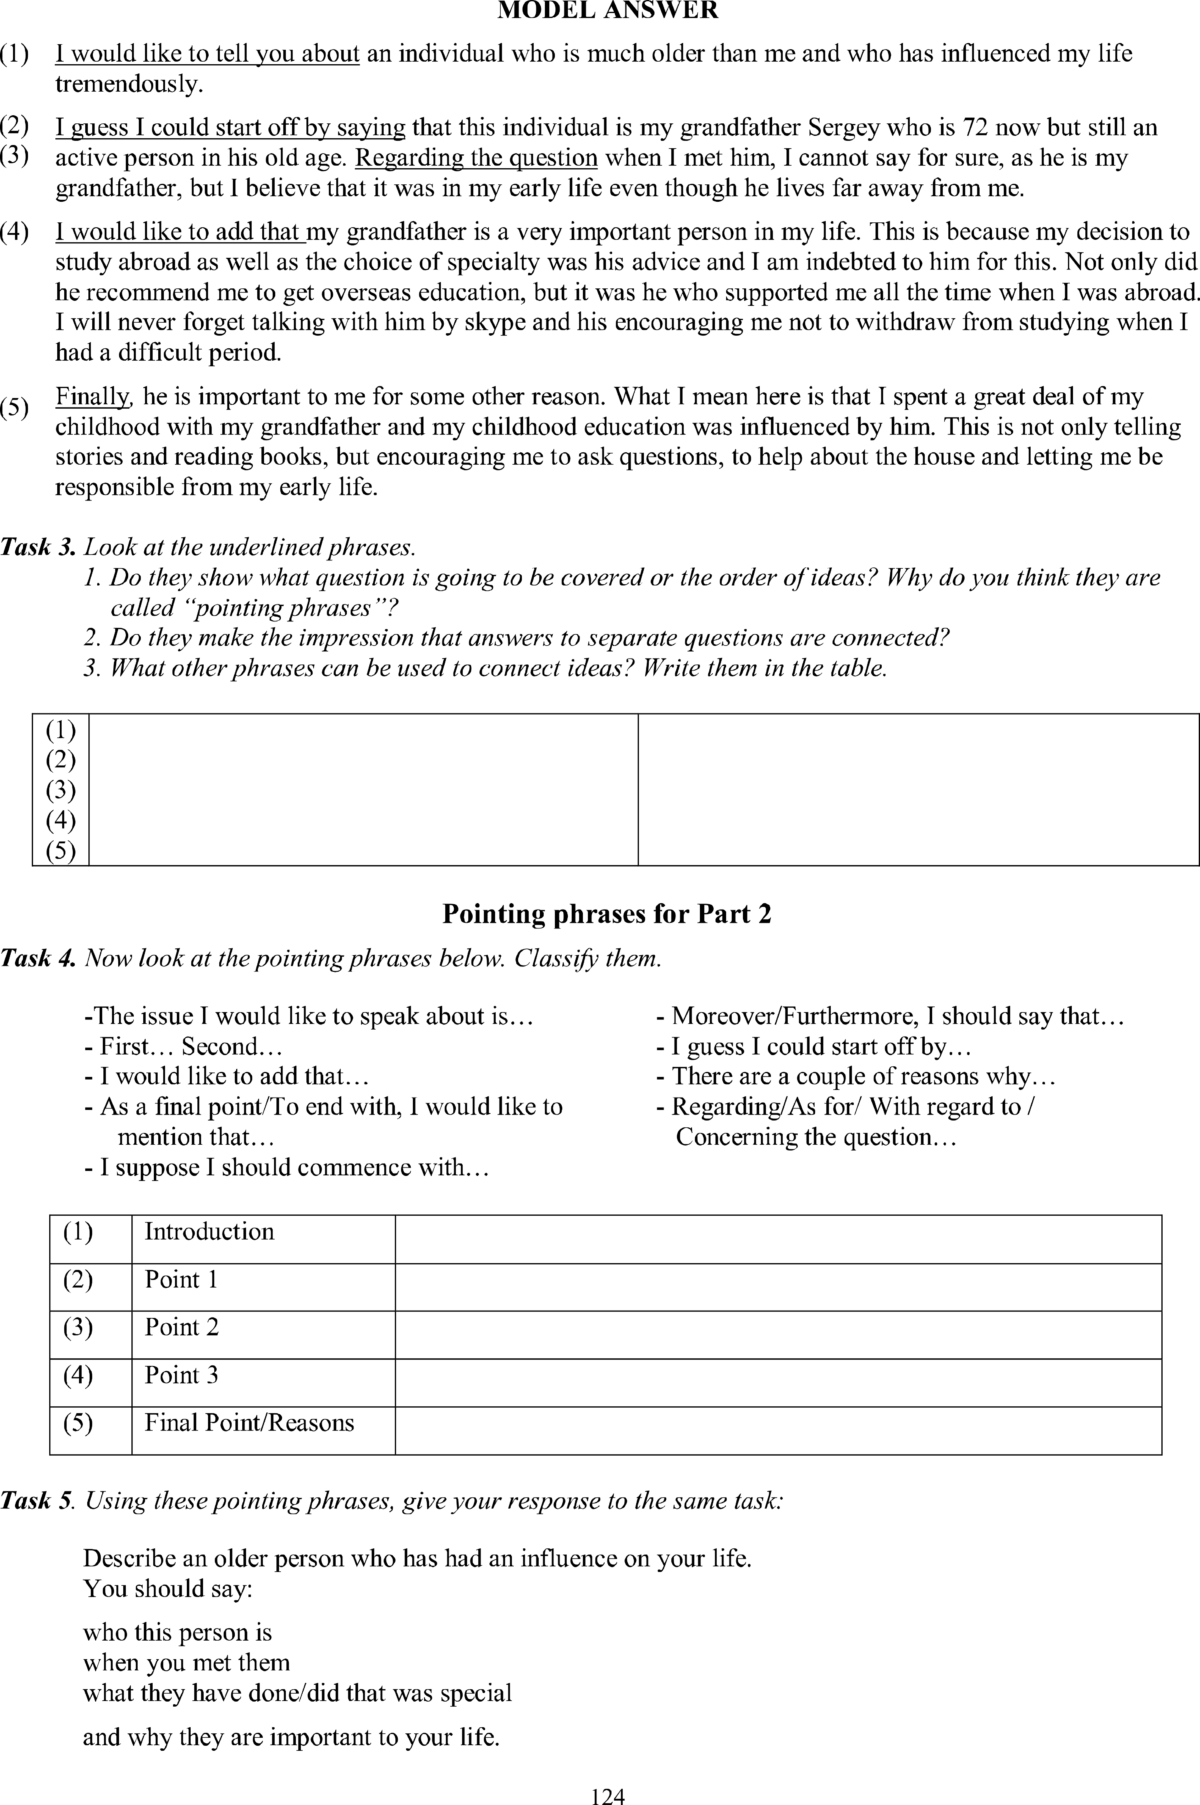 MODEL ANSWER
(1) I would like to tell you about an individual who is much older than me and who has influenced my life
tremendously.
(2) I guess I could start off by saying that this individual is my grandfather Sergey who is 72 now but still an
(3) active person in his old age. Regarding the question when I met him, I cannot say for sure, as he is my
grandfather, but I believe that it was in my early life even though he lives far away from me.
(4) I would like to add that my grandfather is a very important person in my life. This is because my decision to
study abroad as well as the choice of specialty was his advice and I am indebted to him for this. Not only did
he recommend me to get overseas education, but it was he who supported me all the time when I was abroad.
I will never forget talking with him by skype and his encouraging me not to withdraw from studying when I
had a difficult period.
(5) Finally, he is important to me for some other reason. What I mean here is that I spent a great deal of my
childhood with my grandfather and my childhood education was influenced by him. This is not only telling
stories and reading books, but encouraging me to ask questions, to help about the house and letting me be
responsible from my early life.
Task 3. Look at the underlined phrases.
1. Do they show what question is going to be covered or the order of ideas? Why do you think they are
called “pointing phrases”?
2. Do they make the impression that answers to separate questions are connected?
3. What other phrases can be used to connect ideas? Write them in the table.
(1)
(2)
(3)
(4)
(5)
Pointing phrases for Part 2
Task 4. Now look at the pointing phrases below. Classify them.
-The issue I would like to speak about is…
- First… Second…
- I would like to add that…
- As a final point/To end with, I would like to
mention that…
- I suppose I should commence with…
- Moreover/Furthermore, I should say that…
- I guess I could start off by…
- There are a couple of reasons why…
- Regarding/As for/ With regard to /
Concerning the question…
(1) Introduction
(2) Point 1
(3) Point 2
(4) Point 3
(5) Final Point/Reasons
Task 5. Using these pointing phrases, give your response to the same task:
Describe an older person who has had an influence on your life.
You should say:
who this person is
when you met them
what they have done/did that was special
and why they are important to your life.
124